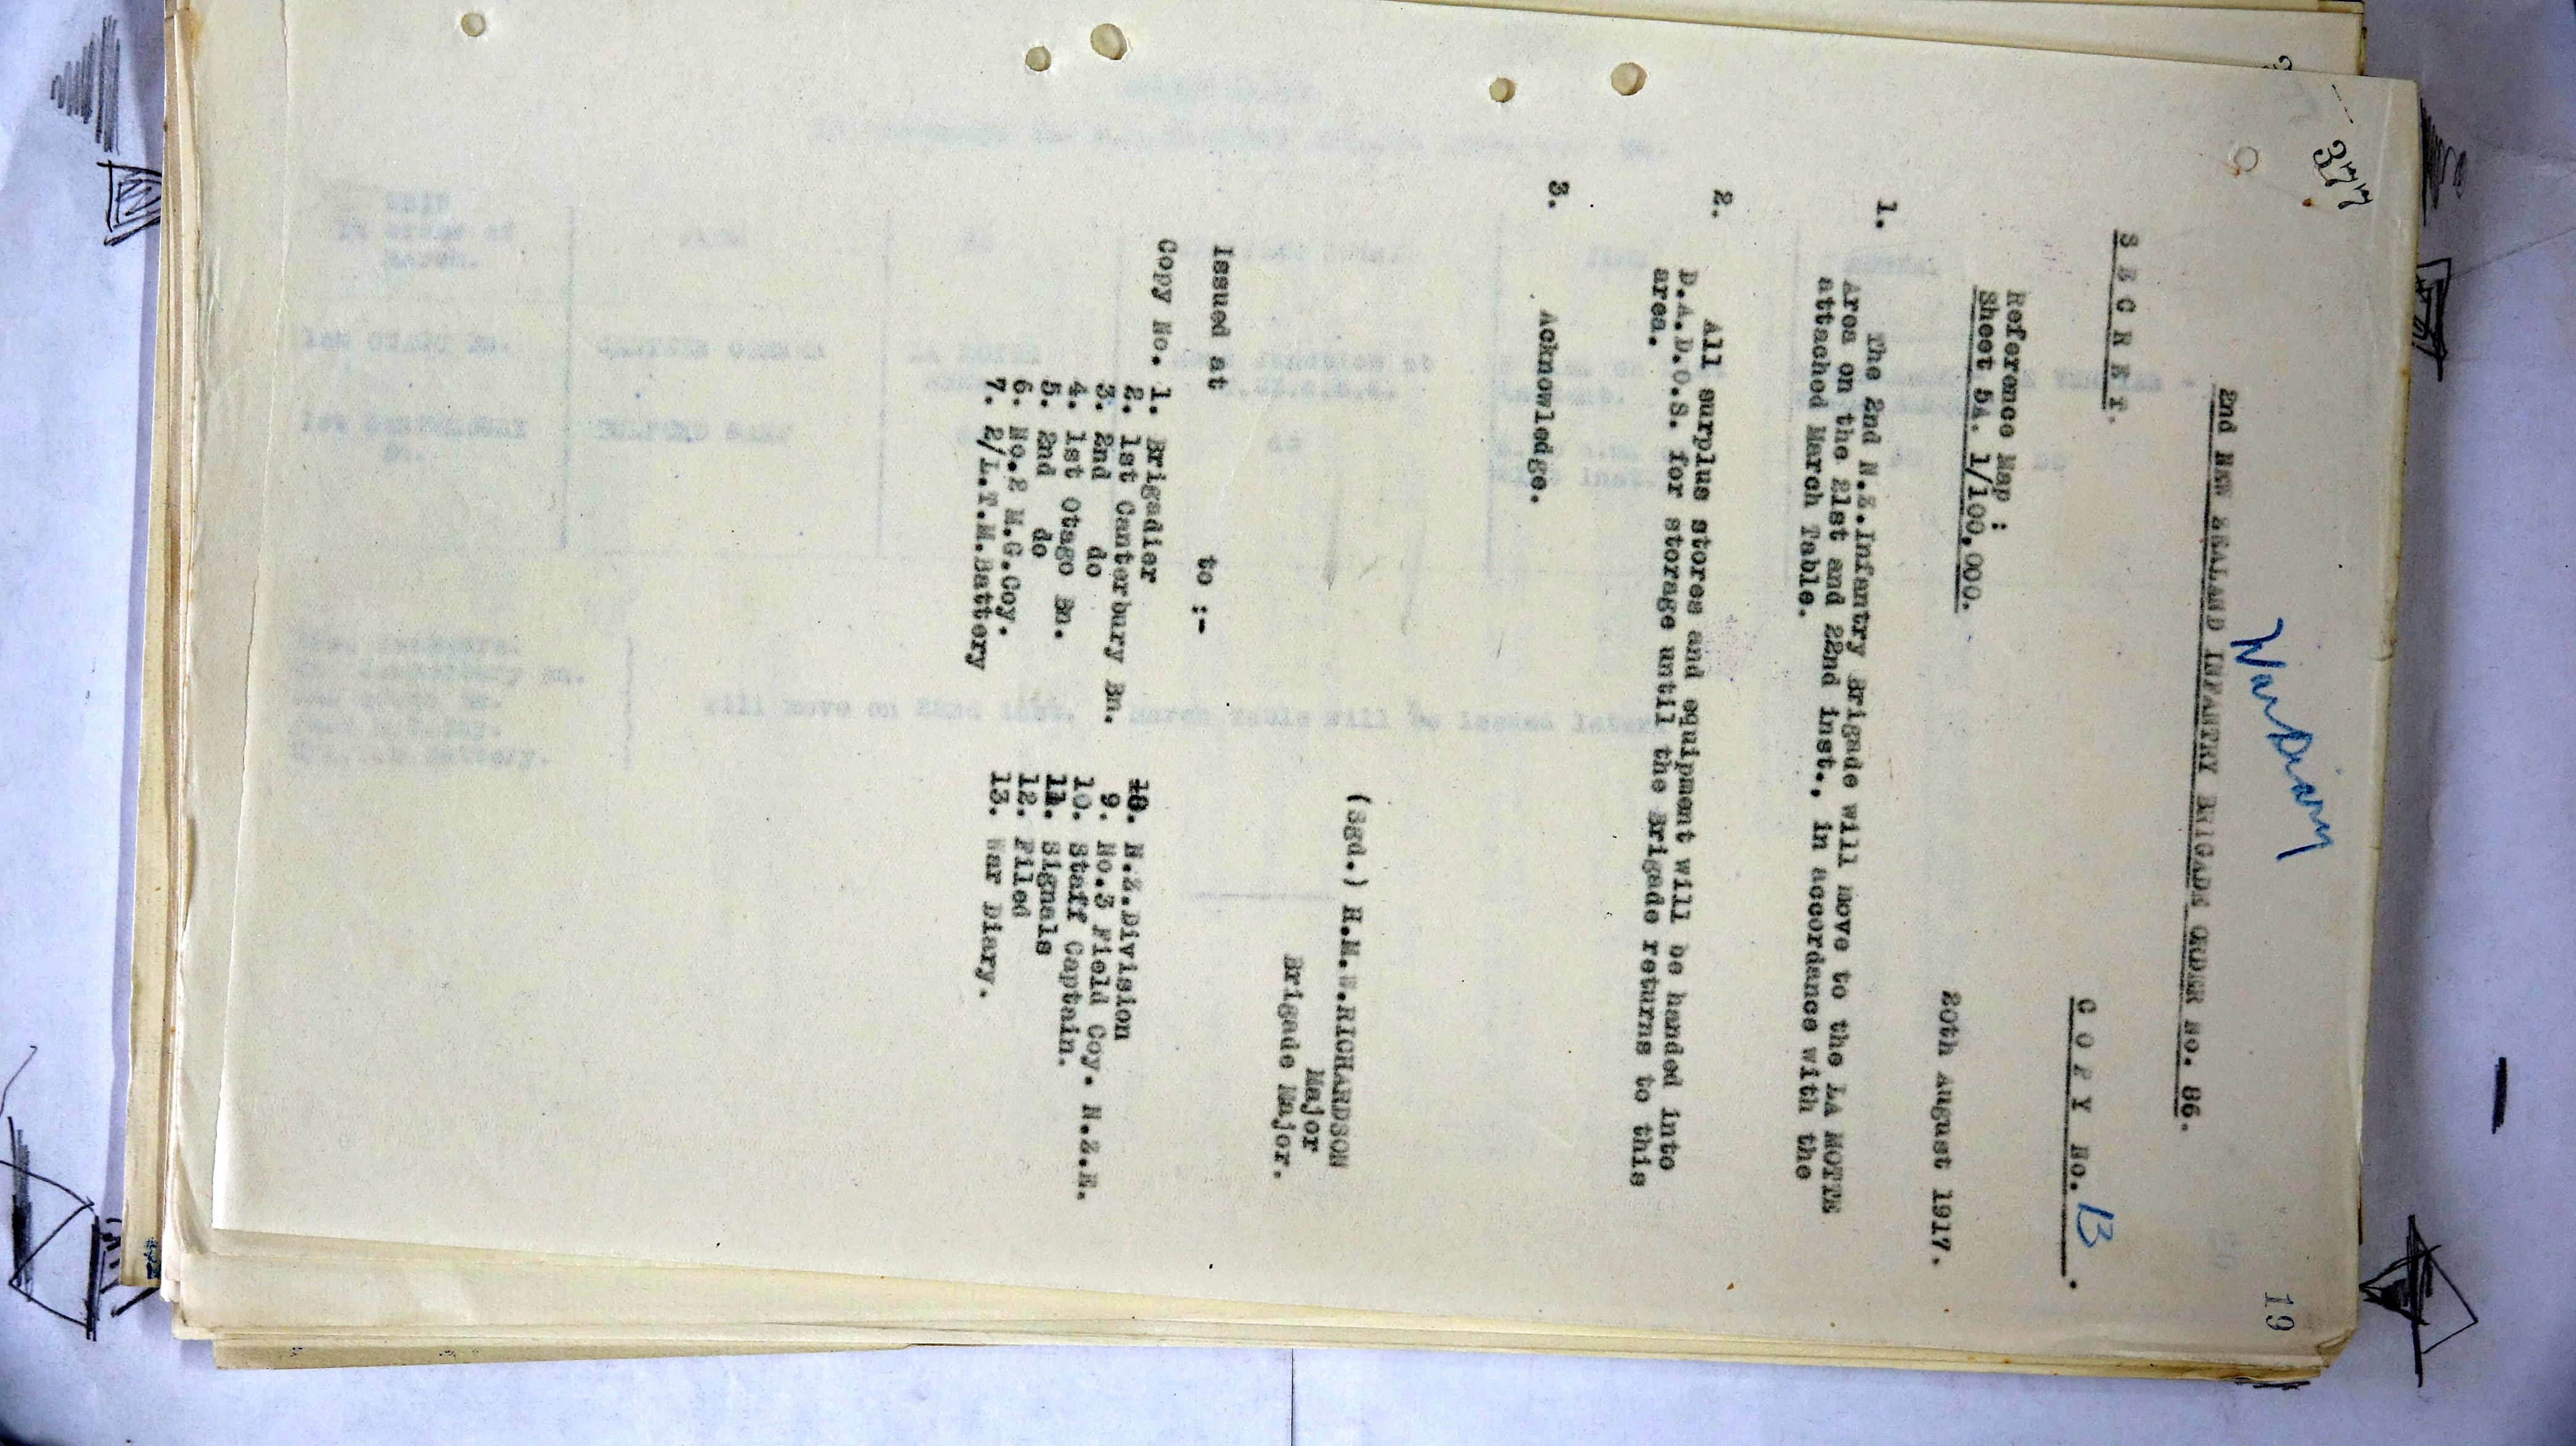 377
War Diary
19
2nd NEW ZEALAND INFANTRY BRIGADE ORDER No. 86.
S E C R E T.
C O P Y No. B.
Reference Map :
Sheet 5A. 1/100,000.
20th August 1917.
1. The 2nd N.Z.Infantry Brigade will move to the LA MOTTE
Area on the 21st and 22nd inst., in accordance with the
attached March Table.
2. All surplus stores and equipment will be handed into
D.A.D.O.S. for storage until the Brigade returns to this
area.
3. Acknowledge.
(Sgd.) H.M.W.RICHARDSON
Major
Brigade Major.
Issued at to :-
Copy No. 1. Brigadier
2. 1st Canterbury Bn.
3. 2nd do
4. 1st Otago Bn.
5. 2nd do
6. No.2 M.G.Coy.
7. 2/L.T.M.Battery
N.Z.Division
9. No.3 Field Coy. N.Z.E.
10. Staff Captain.
11. Signals
12. Filed
13. War Diary.